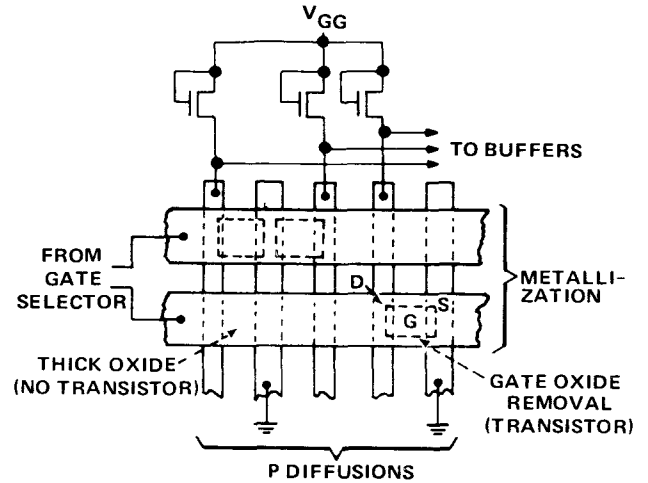 VGG
TO BUFFERS
FROM
GATE
SELECTOR
METALLI-
ZATION
D
S
G
THICK OXIDE
(NO TRANSISTOR)
GATE OXIDE
REMOVAL
(TRANSISTOR)
P DIFFUSIONS